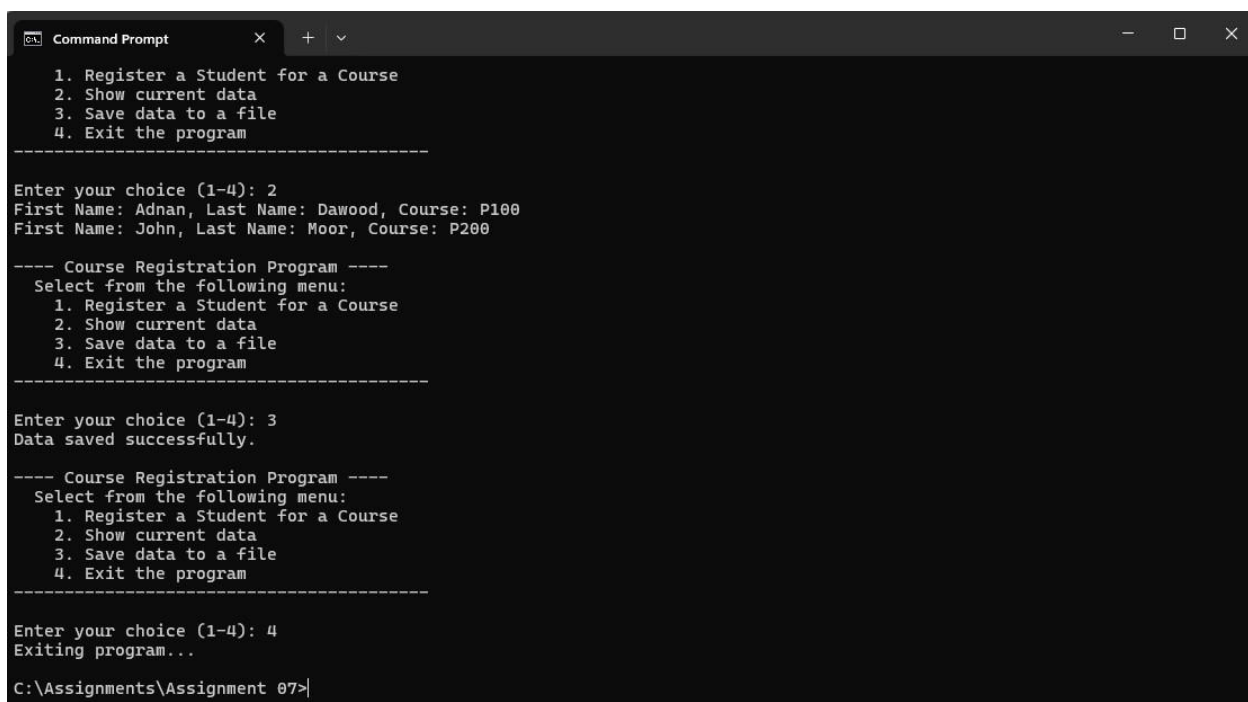 Command Prompt
1. Register a Student for a Course
2. Show current data
3. Save data to a file
4. Exit the program
-----------------------------------------
Enter your choice (1-4): 2
First Name: Adnan, Last Name: Dawood, Course: P100
First Name: John, Last Name: Moor, Course: P200
---- Course Registration Program ----
Select from the following menu:
1. Register a Student for a Course
2. Show current data
3. Save data to a file
4. Exit the program
-----------------------------------------
Enter your choice (1-4): 3
Data saved successfully.
---- Course Registration Program ----
Select from the following menu:
1. Register a Student for a Course
2. Show current data
3. Save data to a file
4. Exit the program
-----------------------------------------
Enter your choice (1-4): 4
Exiting program...
C:\Assignments\Assignment 07>